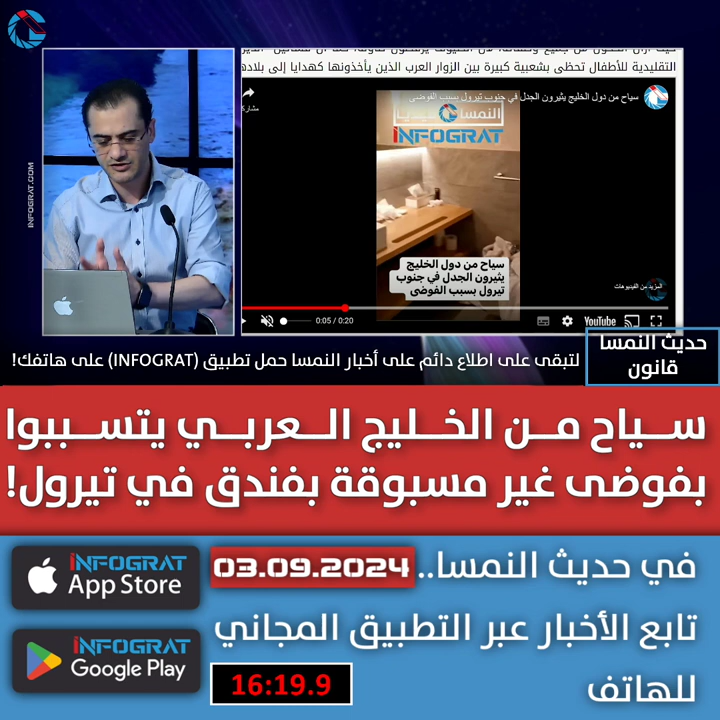 التقليدية للأطفال تحظى بشعبية كبيرة بين الزوار العرب الذين يأخذونها كهدايا إلى بلادهم
سياح من دول الخليج يثيرون الجدل في جنوب تيرول بسبب الفوضى
INFOGRAT
سياح من دول الخليج
يثيرون الجدل في جنوب
تيرول بسبب الفوضى
المزيد من الفيديوهات
0:05 / 0:20
YouTube
INFOGRAT.COM
حديث النمسا
قانون
لتبقى على اطلاع دائم على أخبار النمسا حمل تطبيق (INFOGRAT) على هاتفك!
سياح من الخليج العربي يتسببوا
بفوضى غير مسبوقة بفندق في تيرول!
في حديث النمسا.. 03.09.2024
تابع الأخبار عبر التطبيق المجاني
للهاتف
INFOGRAT
App Store
INFOGRAT
Google Play
16:19.9